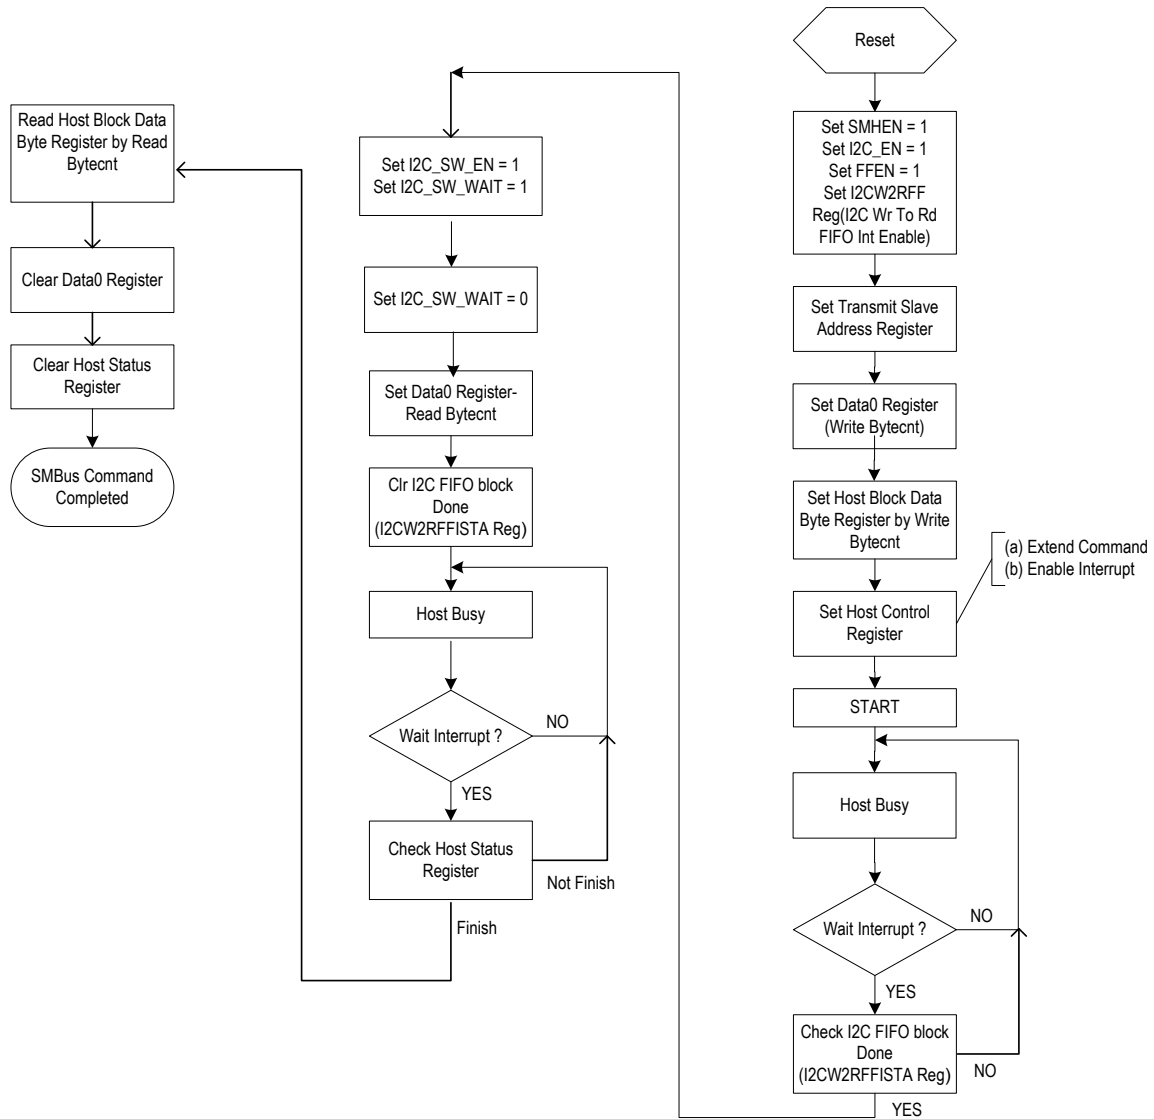 Reset
Set SMHEN = 1
Set I2C_EN = 1
Set FFEN = 1
Set I2CW2RFF
Reg(I2C Wr To Rd
FIFO Int Enable)
Set Transmit Slave
Address Register
Set Data0 Register
(Write Bytecnt)
Set Host Block Data
Byte Register by Write
Bytecnt
(a) Extend Command
(b) Enable Interrupt
Set Host Control
Register
START
Host Busy
Wait Interrupt ?
NO
YES
Check I2C FIFO block
Done
(I2CW2RFFISTA Reg)
NO
YES
Set I2C_SW_EN = 1
Set I2C_SW_WAIT = 1
Set I2C_SW_WAIT = 0
Set Data0 Register-
Read Bytecnt
Clr I2C FIFO block
Done
(I2CW2RFFISTA Reg)
Host Busy
Wait Interrupt ?
NO
YES
Check Host Status
Register
Not Finish
Finish
Read Host Block Data
Byte Register by Read
Bytecnt
Clear Data0 Register
Clear Host Status
Register
SMBus Command
Completed